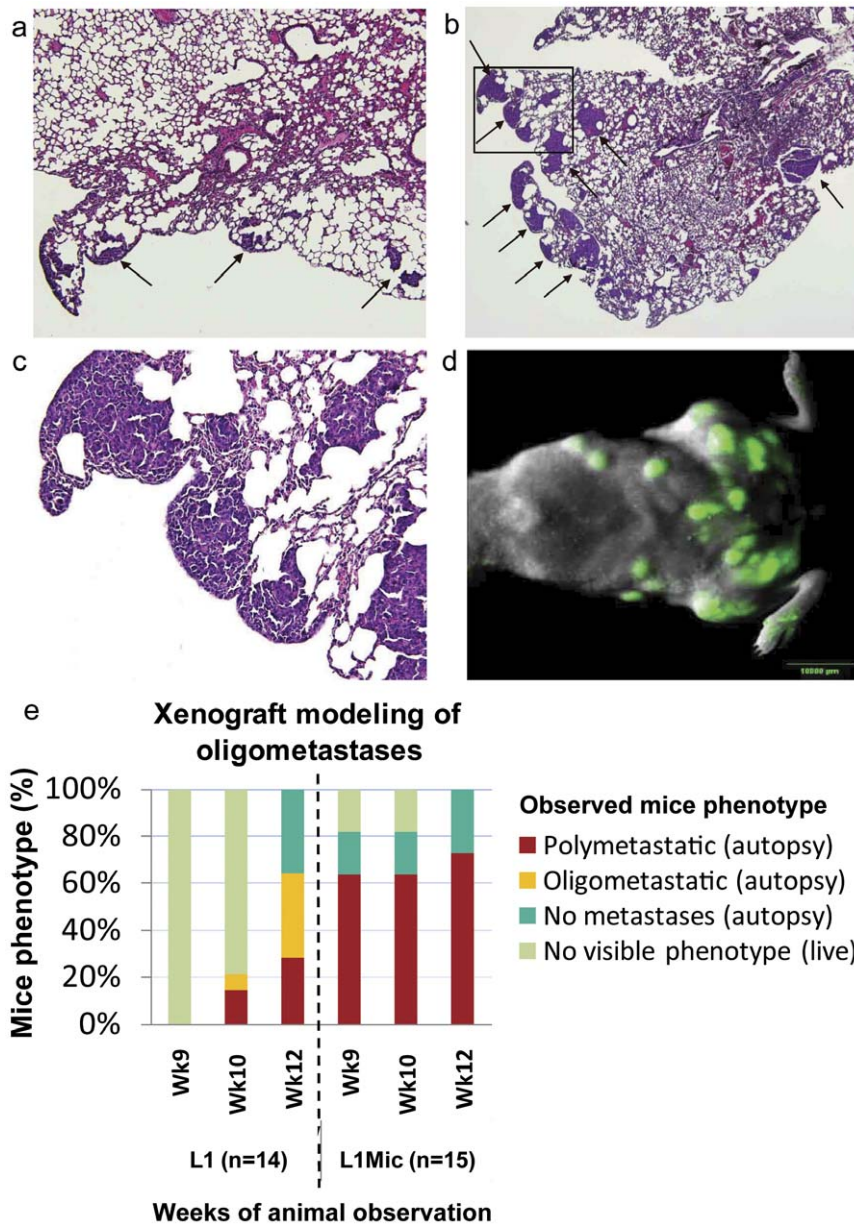 a
b
c
d
10000 µm
e
Xenograft modeling of
oligometastases
Mice phenotype (%)
100%
80%
60%
40%
20%
0%
Wk9
Wk10
Wk12
Wk9
Wk10
Wk12
L1 (n=14)
L1Mic (n=15)
Weeks of animal observation
Observed mice phenotype
Polymetastatic (autopsy)
Oligometastatic (autopsy)
No metastases (autopsy)
No visible phenotype (live)